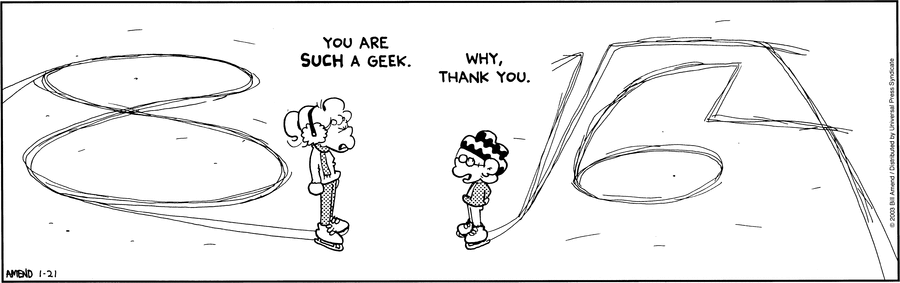 YOU ARE
SUCH A GEEK.
WHY,
THANK YOU.
AMEND 1-21
© 2003 Bill Amend / Distributed by Universal Press Syndicate